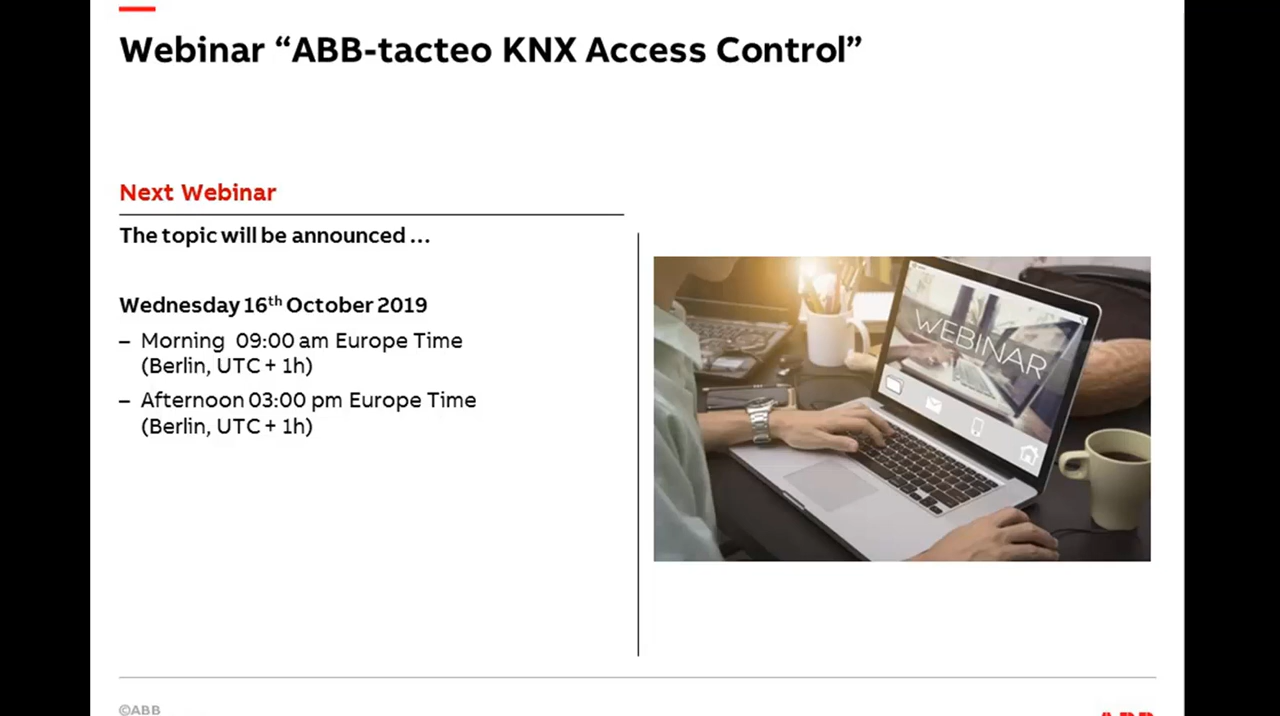 Webinar “ABB-tacteo KNX Access Control”
Next Webinar
The topic will be announced ...
Wednesday 16th October 2019
– Morning 09:00 am Europe Time
(Berlin, UTC + 1h)
– Afternoon 03:00 pm Europe Time
(Berlin, UTC + 1h)
WEBINAR
©ABB
ABB